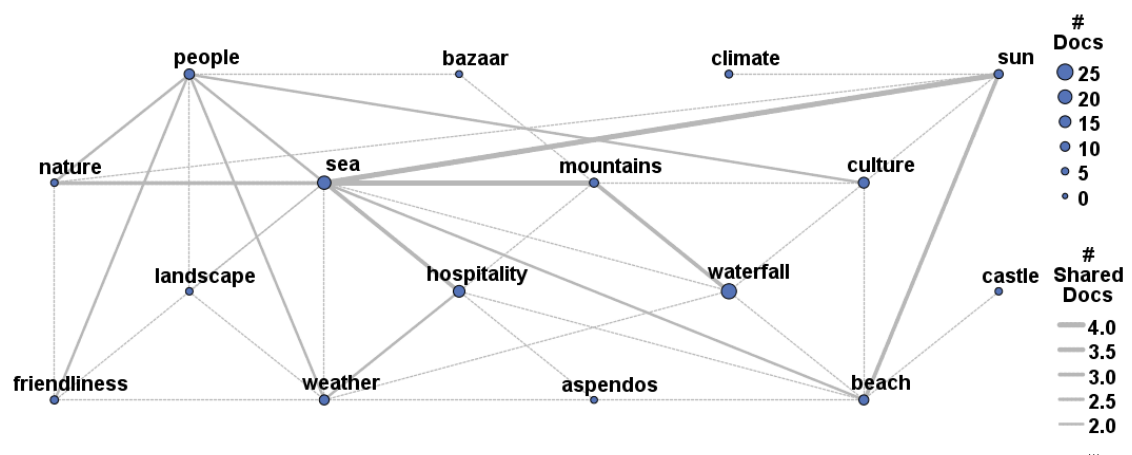 people
bazaar
climate
sun
nature
sea
mountains
culture
landscape
hospitality
waterfall
castle
friendliness
weather
aspendos
beach
#
Docs
25
20
15
10
5
0
#
Shared
Docs
4.0
3.5
3.0
2.5
2.0